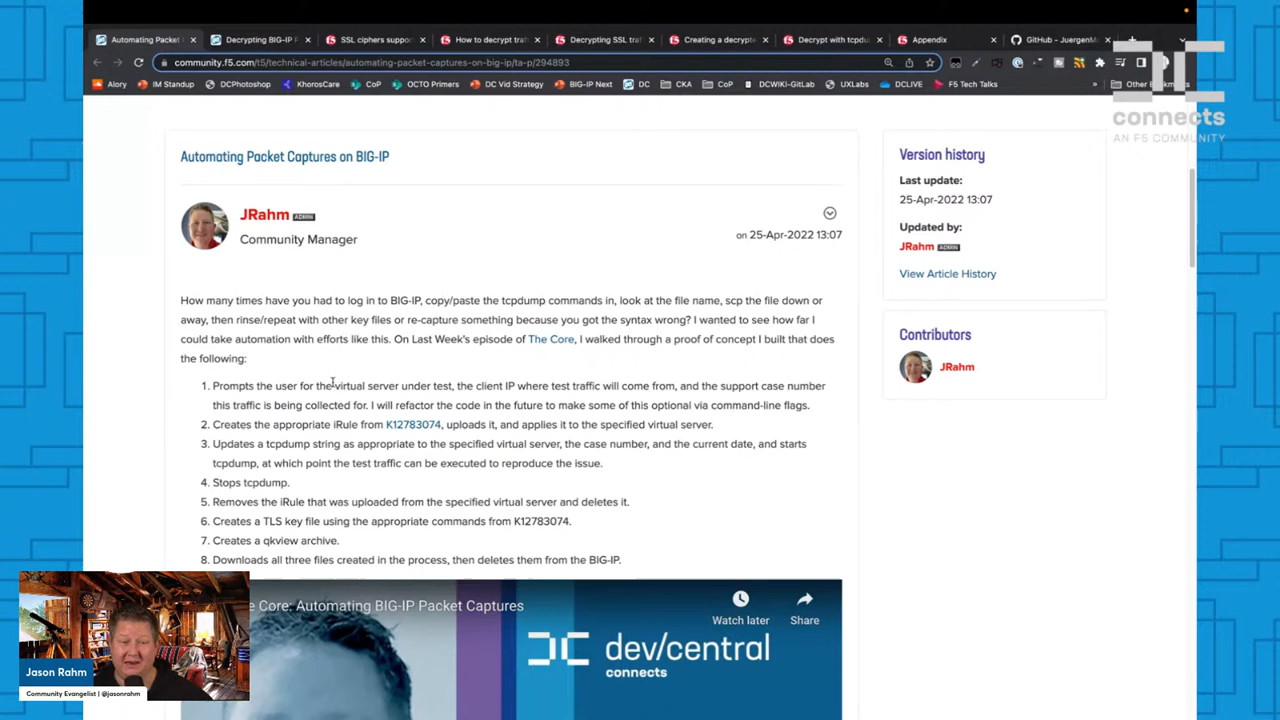 Automating Packet
Decrypting BIG-IP P
SSL ciphers suppor
How to decrypt traf
Decrypting SSL traf
Creating a decrypte
Decrypt with tcpdu
Appendix
GitHub - JuergenM
community.f5.com/t5/technical-articles/automating-packet-captures-on-big-ip/ta-p/294893
Alory
IM Standup
DCPhotoshop
KhorosCare
CoP
OCTO Primers
DC Vid Strategy
BIG-IP Next
DC
CKA
CoP
DCWIKI-GitLab
UXLabs
DCLIVE
F5 Tech Talks
»
Other Bookmarks
connects
AN F5 COMMUNITY
Automating Packet Captures on BIG-IP
JRahm ADMIN
Community Manager
on 25-Apr-2022 13:07
How many times have you had to log in to BIG-IP, copy/paste the tcpdump commands in, look at the file name, scp the file down or
away, then rinse/repeat with other key files or re-capture something because you got the syntax wrong? I wanted to see how far I
could take automation with efforts like this. On Last Week's episode of The Core, I walked through a proof of concept I built that does
the following:
1. Prompts the user for the virtual server under test, the client IP where test traffic will come from, and the support case number
this traffic is being collected for. I will refactor the code in the future to make some of this optional via command-line flags.
2. Creates the appropriate iRule from K12783074, uploads it, and applies it to the specified virtual server.
3. Updates a tcpdump string as appropriate to the specified virtual server, the case number, and the current date, and starts
tcpdump, at which point the test traffic can be executed to reproduce the issue.
4. Stops tcpdump.
5. Removes the iRule that was uploaded from the specified virtual server and deletes it.
6. Creates a TLS key file using the appropriate commands from K12783074.
7. Creates a qkview archive.
8. Downloads all three files created in the process, then deletes them from the BIG-IP.
Version history
Last update:
25-Apr-2022 13:07
Updated by:
JRahm ADMIN
View Article History
Contributors
JRahm
e Core: Automating BIG-IP Packet Captures
Watch later
Share
dev/central
connects
Jason Rahm
Community Evangelist | @jasonrahm